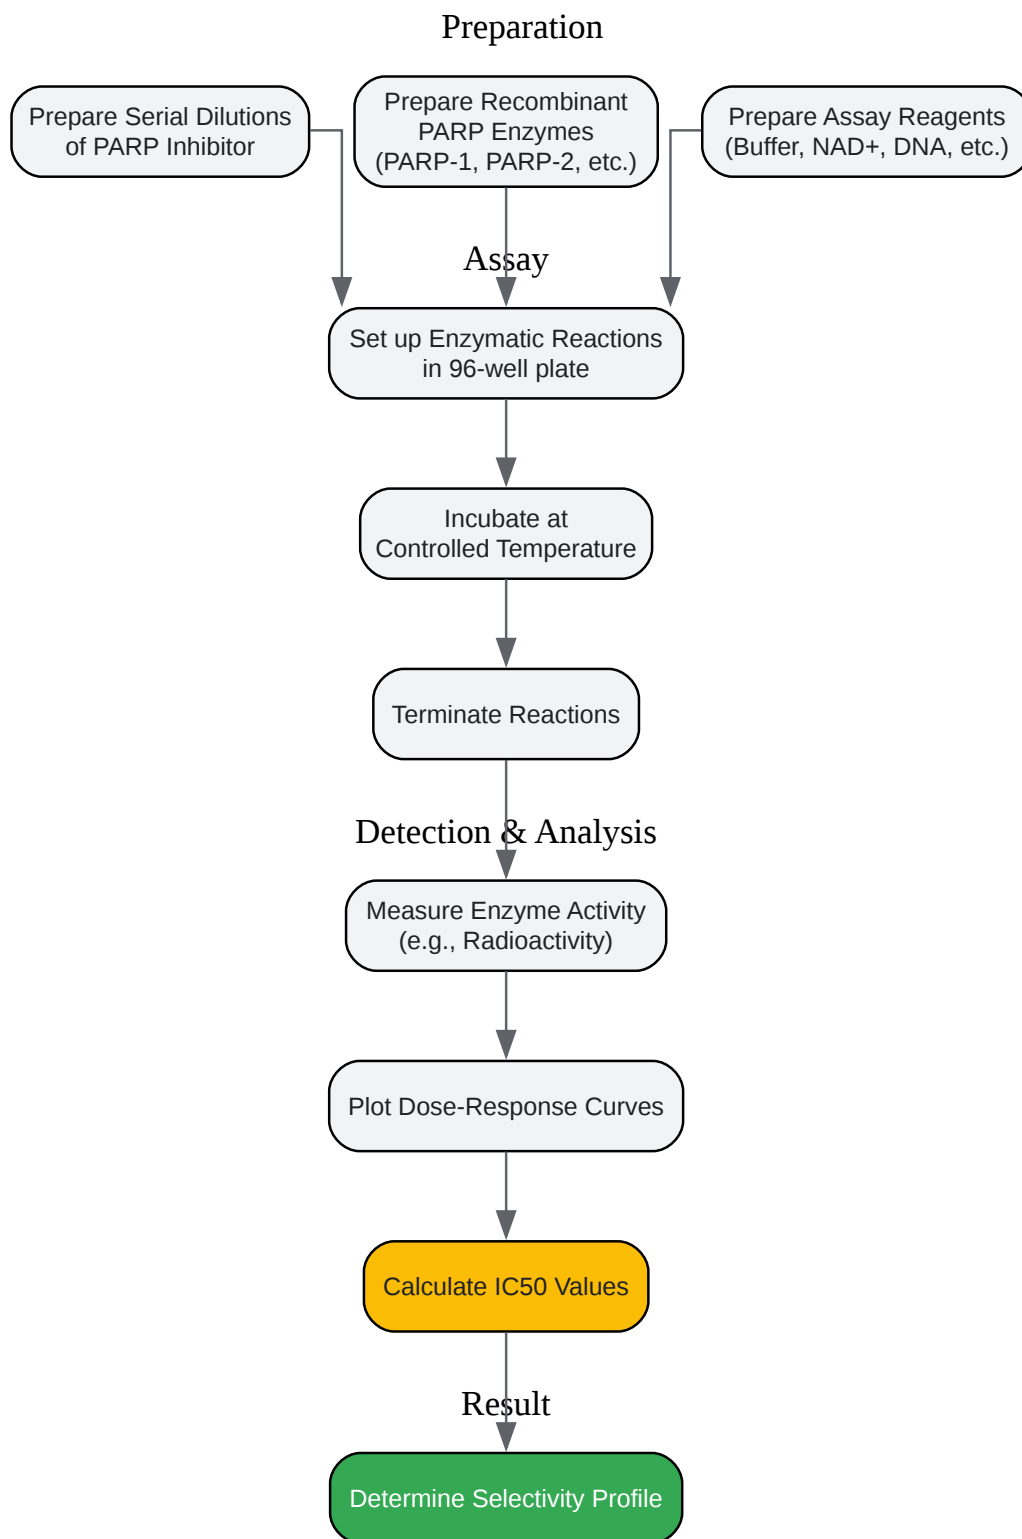 Preparation
Prepare Serial Dilutions
of PARP Inhibitor
Prepare Recombinant
PARP Enzymes
(PARP-1, PARP-2, etc.)
Prepare Assay Reagents
(Buffer, NAD+, DNA, etc.)
Assay
Set up Enzymatic Reactions
in 96-well plate
Incubate at
Controlled Temperature
Terminate Reactions
Detection & Analysis
Measure Enzyme Activity
(e.g., Radioactivity)
Plot Dose-Response Curves
Calculate IC50 Values
Result
Determine Selectivity Profile